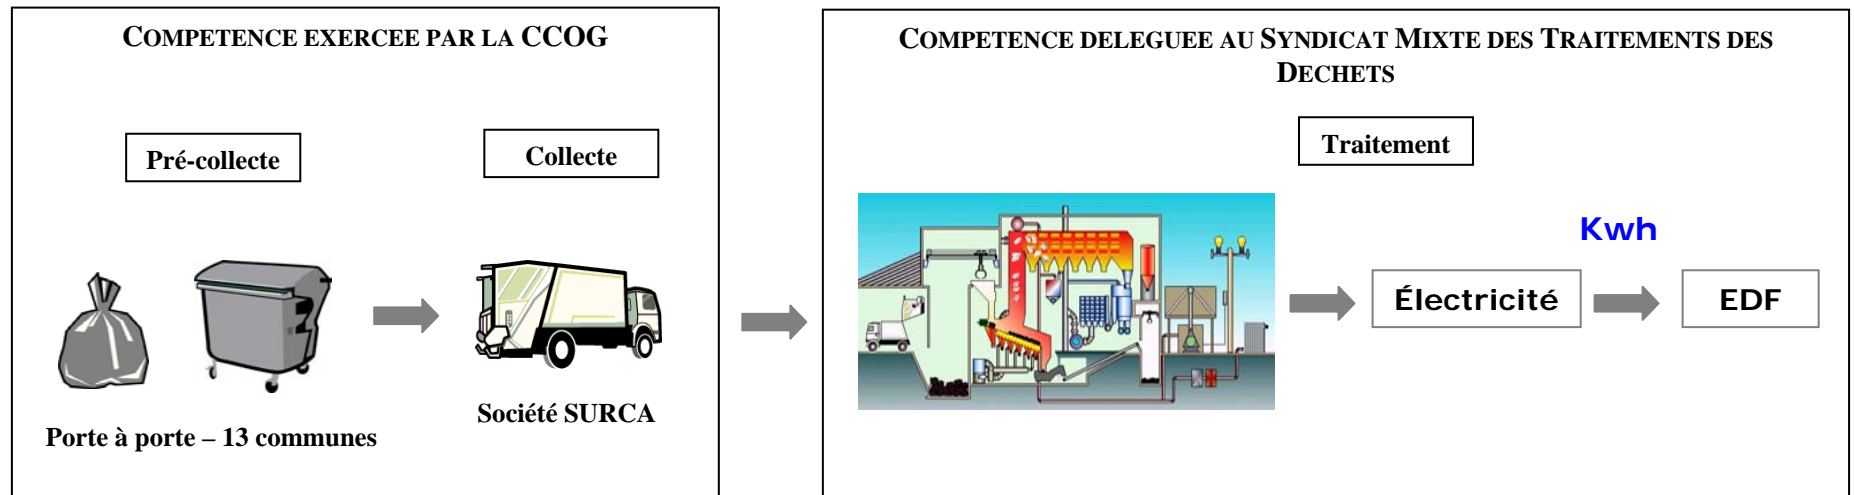 COMPETENCE EXERCEE PAR LA CCOG
Pré-collecte
Collecte
Société SURCA
Porte à porte – 13 communes
COMPETENCE DELEGUEE AU SYNDICAT MIXTE DES TRAITEMENTS DES
DECHETS
Traitement
Kwh
Électricité
EDF